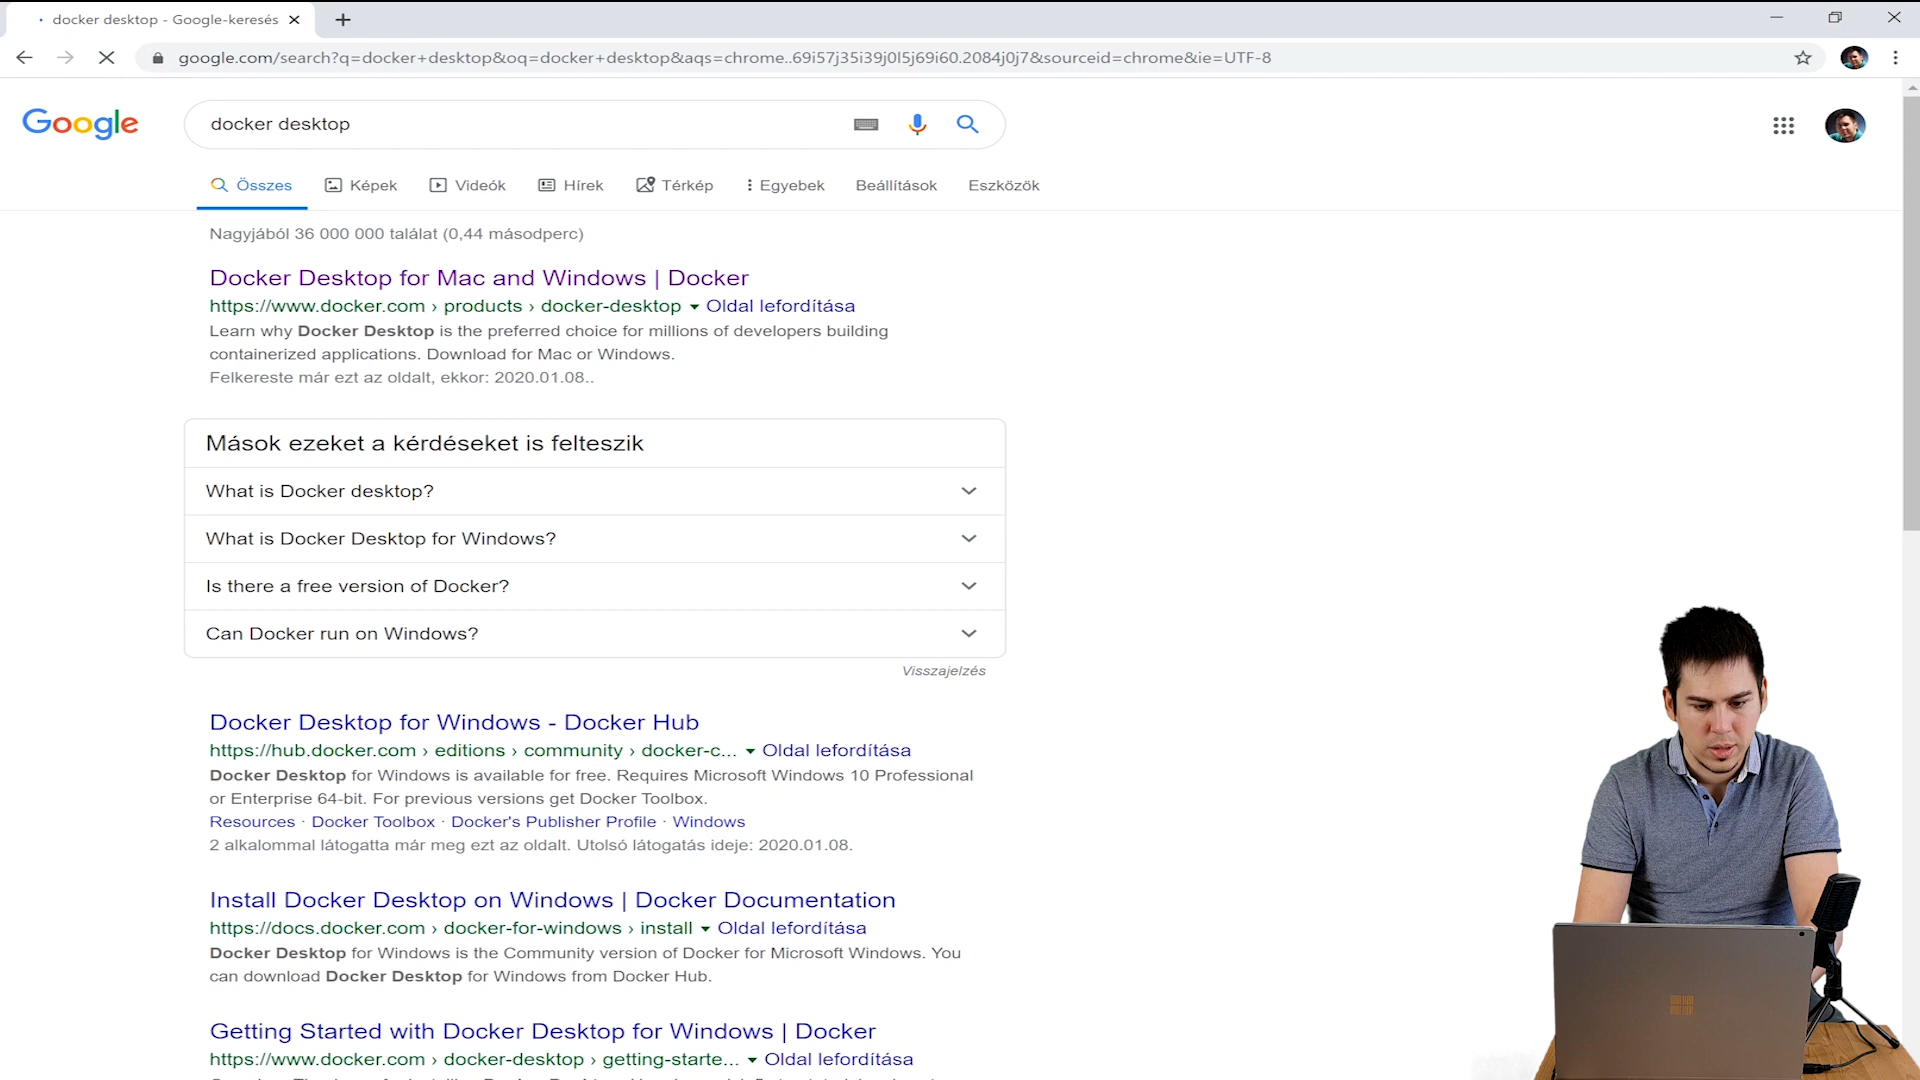 docker desktop - Google-keresés
google.com/search?q=docker+desktop&oq=docker+desktop&aqs=chrome..69i57j35i39j0l5j69i60.2084j0j7&sourceid=chrome&ie=UTF-8
Google
docker desktop
Összes Képek Videók Hírek Térkép Egyebek Beállítások Eszközök
Nagyjából 36 000 000 találat (0,44 másodperc)
Docker Desktop for Mac and Windows | Docker
https://www.docker.com › products › docker-desktop Oldal lefordítása
Learn why Docker Desktop is the preferred choice for millions of developers building
containerized applications. Download for Mac or Windows.
Felkereste már ezt az oldalt, ekkor: 2020.01.08..
Mások ezeket a kérdéseket is felteszik
What is Docker desktop?
What is Docker Desktop for Windows?
Is there a free version of Docker?
Can Docker run on Windows?
Visszajelzés
Docker Desktop for Windows - Docker Hub
https://hub.docker.com › editions › community › docker-c... Oldal lefordítása
Docker Desktop for Windows is available for free. Requires Microsoft Windows 10 Professional
or Enterprise 64-bit. For previous versions get Docker Toolbox.
Resources · Docker Toolbox · Docker's Publisher Profile · Windows
2 alkalommal látogatta már meg ezt az oldalt. Utolsó látogatás ideje: 2020.01.08.
Install Docker Desktop on Windows | Docker Documentation
https://docs.docker.com › docker-for-windows › install Oldal lefordítása
Docker Desktop for Windows is the Community version of Docker for Microsoft Windows. You
can download Docker Desktop for Windows from Docker Hub.
Getting Started with Docker Desktop for Windows | Docker
https://www.docker.com › docker-desktop › getting-starte... Oldal lefordítása